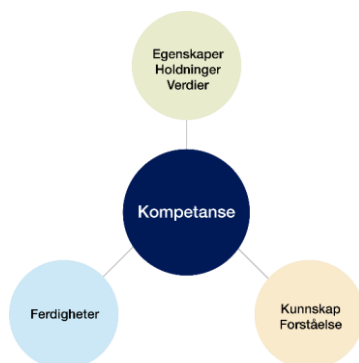 Egenskaper
Holdninger
Verdier
Kompetanse
Ferdigheter
Kunnskap
Forståelse